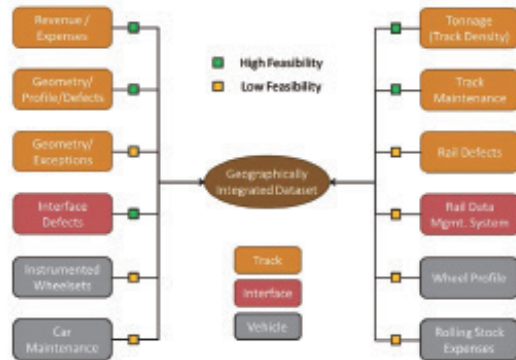 Revenue /
Expenses
Geometry/
Profile/Defects
Geometry/
Exceptions
Interface
Defects
Instrumented
Wheelsets
Car
Maintenance
High Feasibility
Low Feasibility
Geographically
Integrated Dataset
Track
Interface
Vehicle
Tonnage
(Track Density)
Track
Maintenance
Rail Defects
Rail Data
Mgmt. System
Wheel Profile
Rolling Stock
Expenses